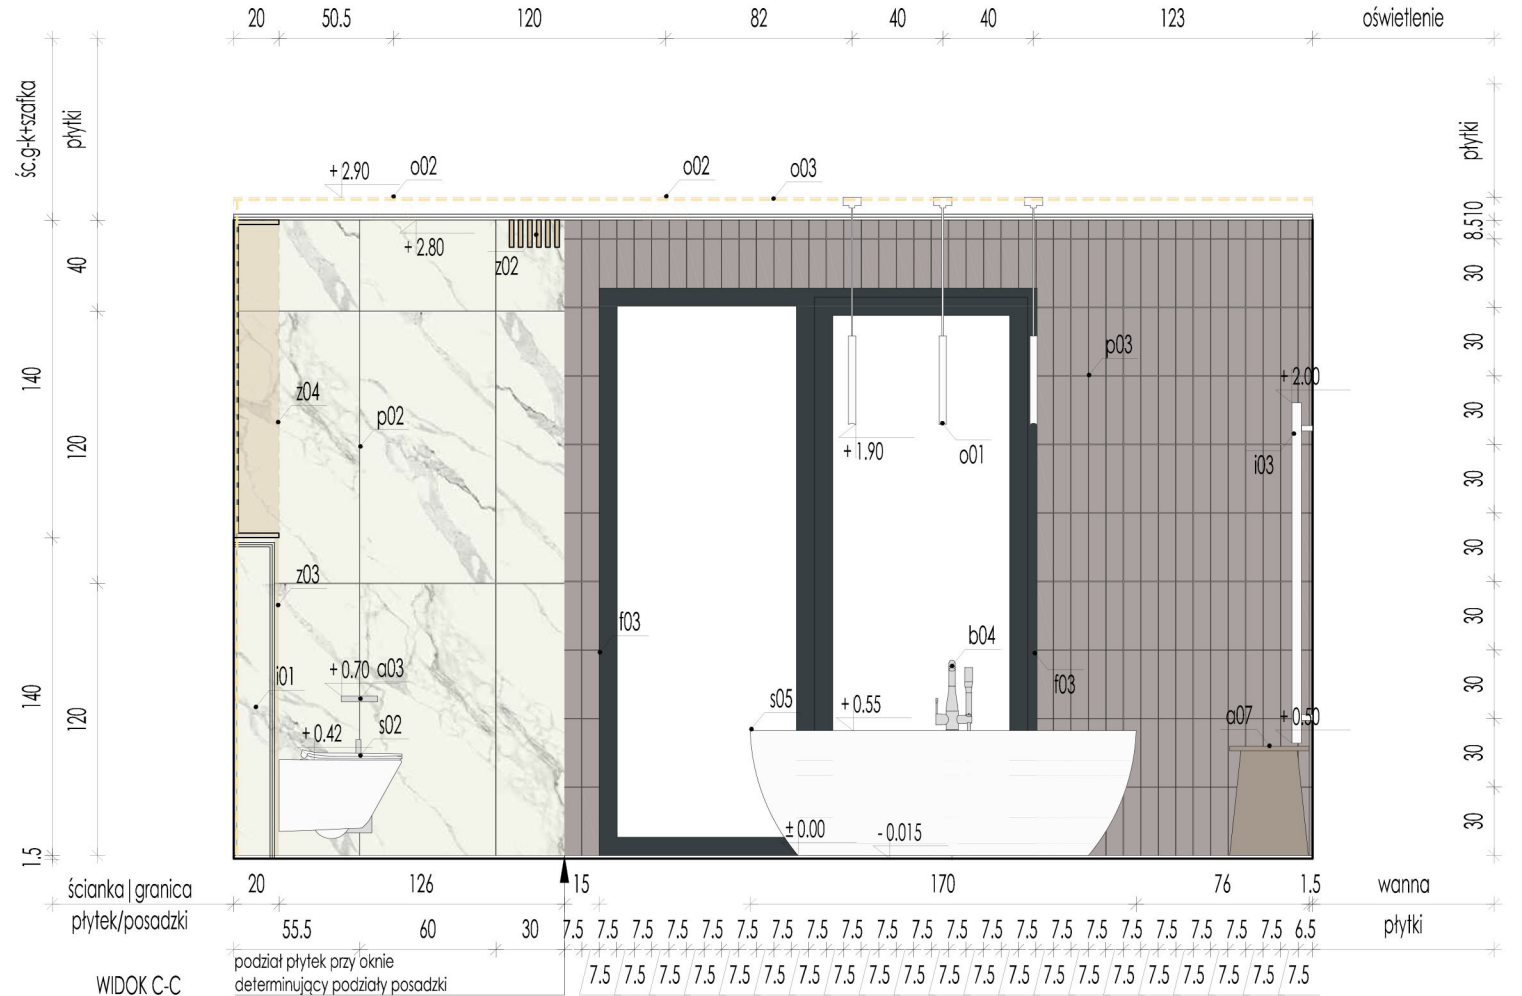 20 50.5 120 82 40 40 123 oświetlenie
śc.g-k+szafka
płytki
płytki
+ 2.90
o02
o02
o03
10
8.5
+ 2.80
z02
40
30
p03
30
140
+ 2.00
z04
p02
30
120
+ 1.90
o01
i03
30
30
z03
f03
30
b04
+ 0.70 a03
i01
f03
30
140
120
s05
+ 0.55
a07
+ 0.50
s02
+ 0.42
30
± 0.00
- 0.015
30
1.5
ścianka|granica
20 126 15 170 76 1.5 wanna
płytek/posadzki
55.5 60 30 7.5 7.5 7.5 7.5 7.5 7.5 7.5 7.5 7.5 7.5 7.5 7.5 7.5 7.5 7.5 7.5 7.5 7.5 7.5 7.5 7.5 6.5 płytki
podział płytek przy oknie
7.5 7.5 7.5 7.5 7.5 7.5 7.5 7.5 7.5 7.5 7.5 7.5 7.5 7.5 7.5 7.5 7.5 7.5 7.5 7.5 7.5
WIDOK C-C
determinujący podziały posadzki